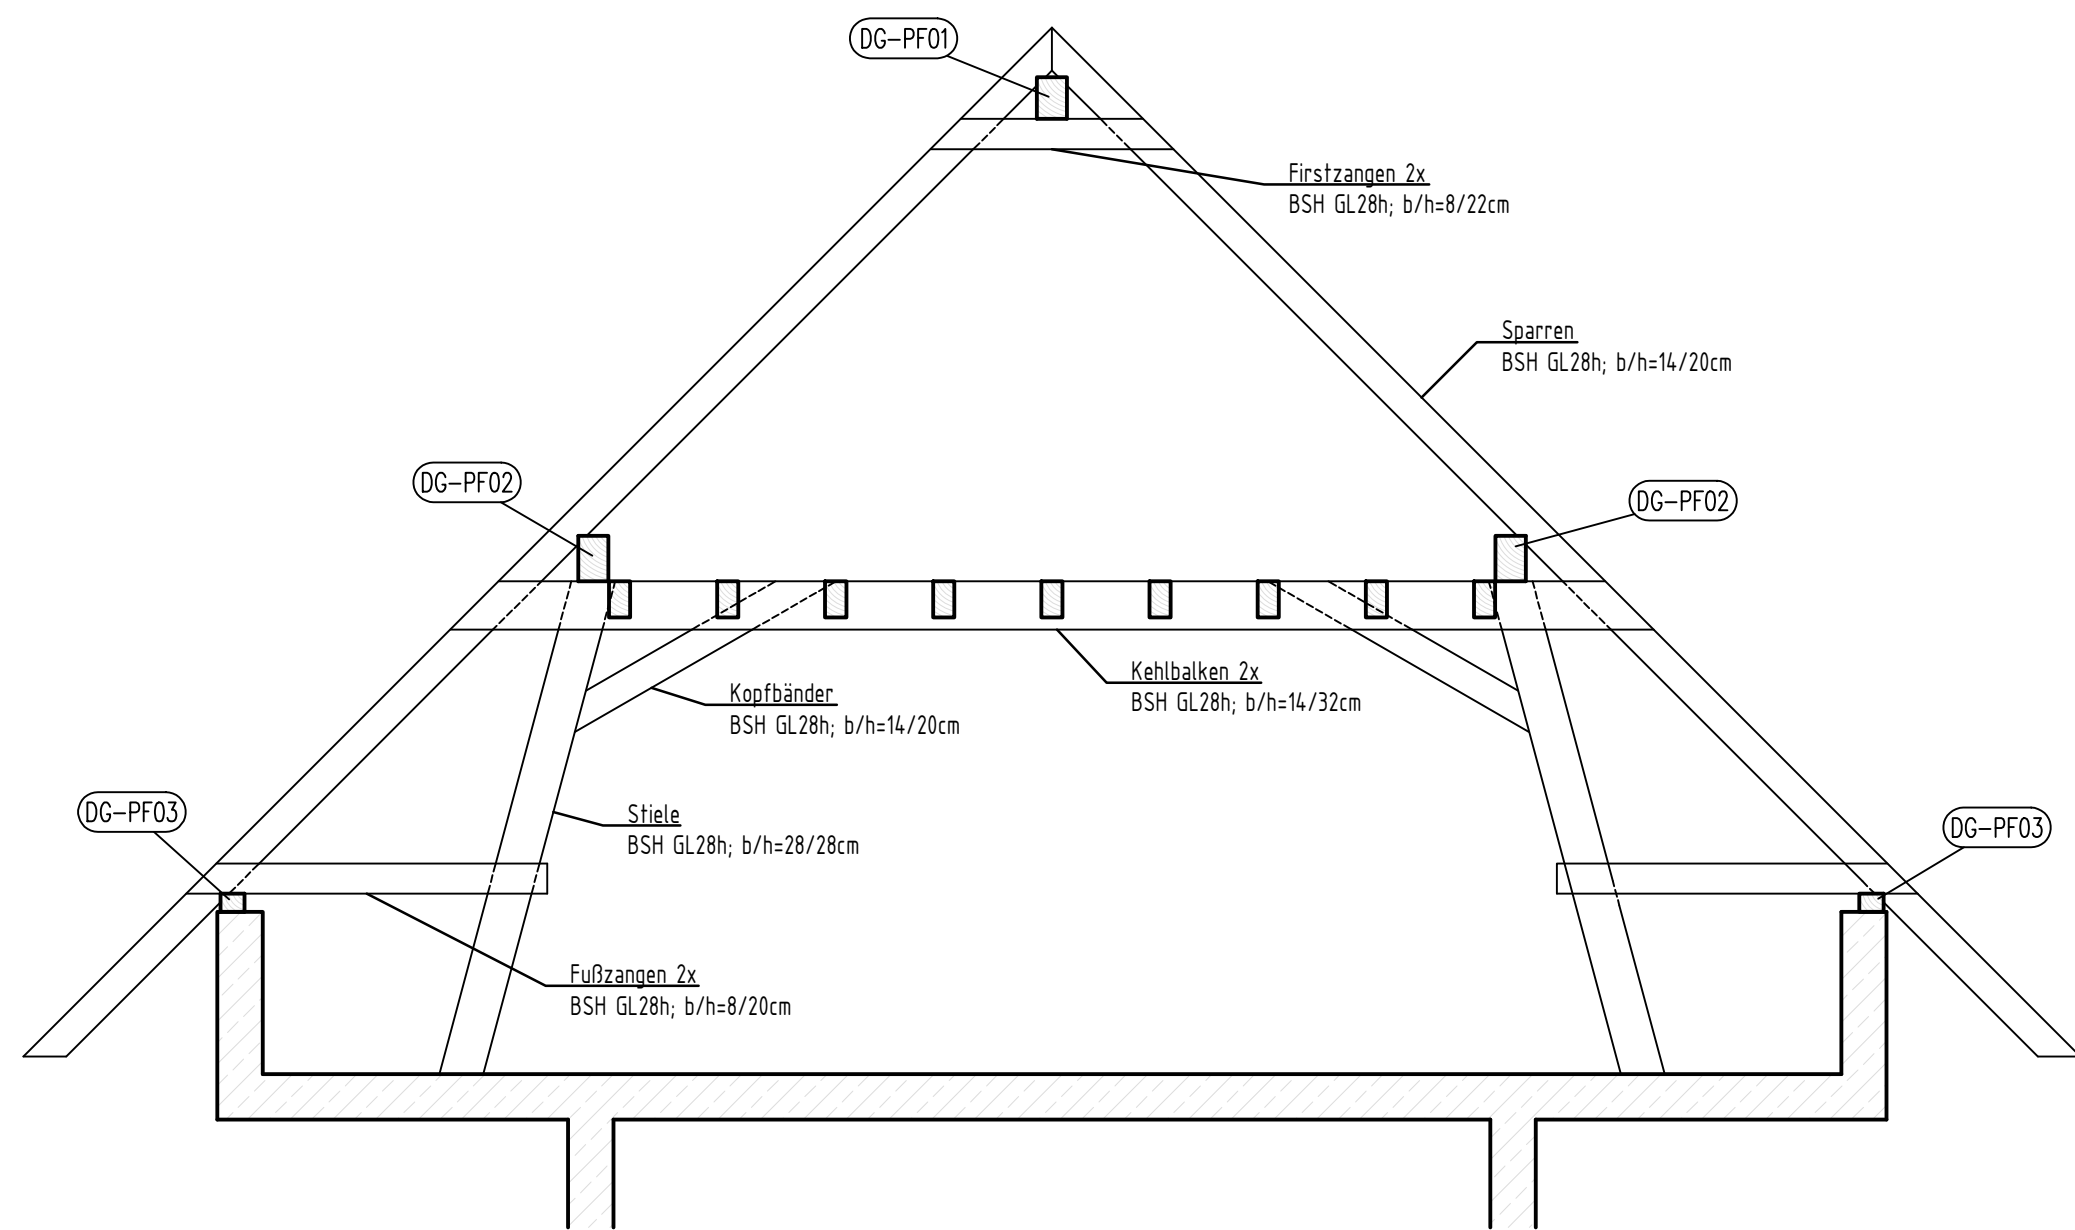 DG-PF01
Firstzangen 2x
BSH GL28h; b/h=8/22cm
Sparren
BSH GL28h; b/h=14/20cm
DG-PF02
DG-PF02
Kehlbalken 2x
BSH GL28h; b/h=14/32cm
Kopfbänder
BSH GL28h; b/h=14/20cm
DG-PF03
Stiele
BSH GL28h; b/h=28/28cm
DG-PF03
Fußzangen 2x
BSH GL28h; b/h=8/20cm